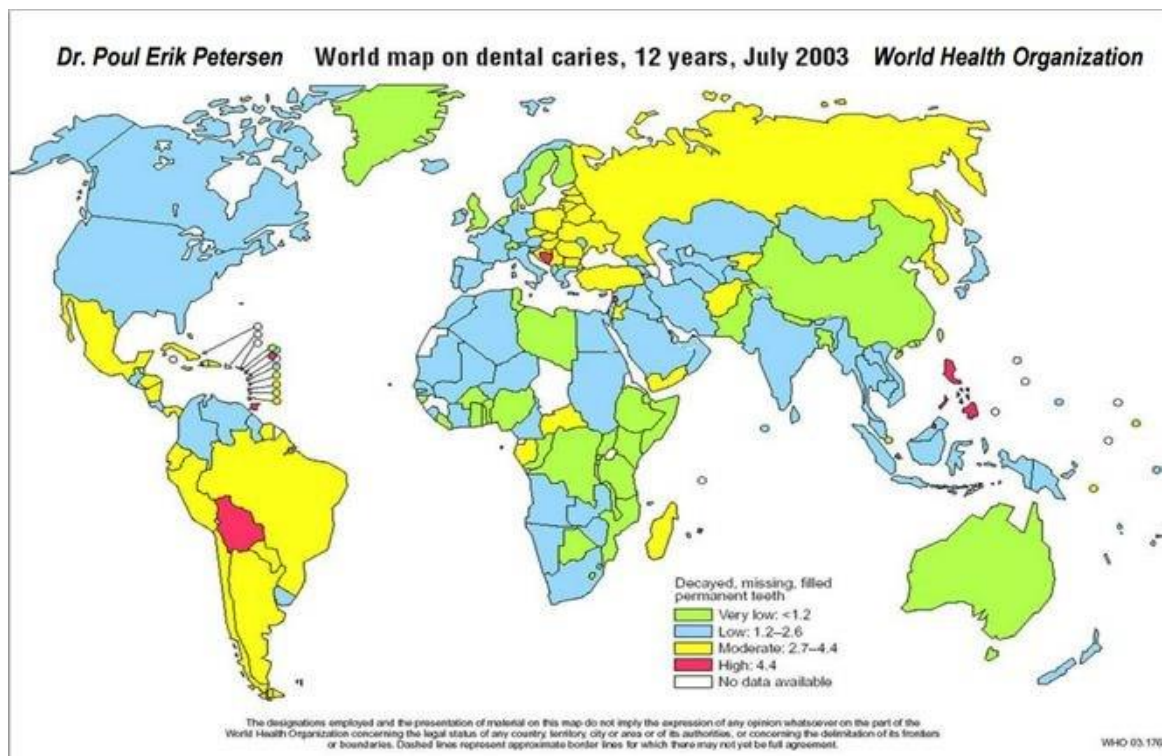 Dr. Poul Erik Petersen World map on dental caries, 12 years, July 2003 World Health Organization
Decayed, missing, filled
permanent teeth
Very low: <1.2
Low: 1.2–2.6
Moderate: 2.7–4.4
High: 4.4
No data available
The designations employed and the presentation of material on this map do not imply the expression of any opinion whatsoever on the part of the
World Health Organization concerning the legal status of any country, territory, city or area or of its authorities, or concerning the delimitation of its frontiers
or boundaries. Dashed lines represent approximate border lines for which there may not yet be full agreement.
WHO 03.176